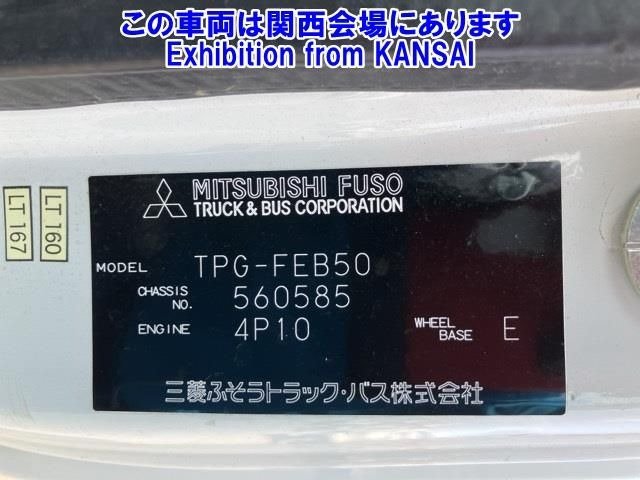 この車両は関西会場にあります
Exhibition from KANSAI
MITSUBISHI FUSO
TRUCK & BUS CORPORATION
MODEL TPG-FEB50
CHASSIS NO. 560585
ENGINE 4P10 WHEEL BASE E
三菱ふそうトラック・バス株式会社
LT 160
LT 167